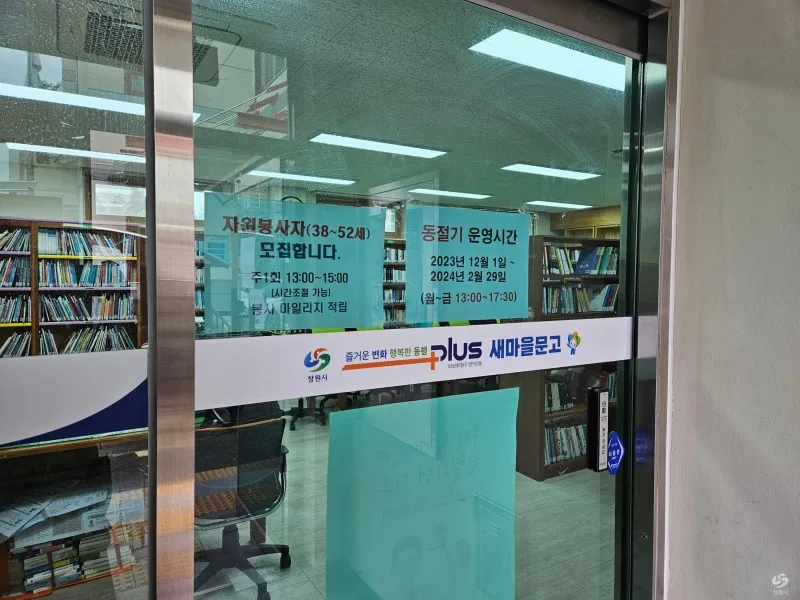 자원봉사자(38~52세)
모집합니다.
주1회 13:00~15:00
(시간조절 가능)
봉사 마일리지 적립
동절기 운영시간
2023년 12월 1일 ~
2024년 2월 29일
(월~금 13:00~17:30)
창원시
즐거운 변화 행복한 동행
plus
새마을문고
창원시